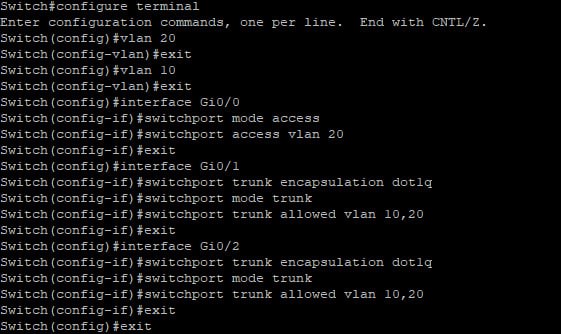 Switch#configure terminal
Enter configuration commands, one per line.  End with CNTL/Z.
Switch(config)#vlan 20
Switch(config-vlan)#exit
Switch(config)#vlan 10
Switch(config-vlan)#exit
Switch(config)#interface Gi0/0
Switch(config-if)#switchport mode access
Switch(config-if)#switchport access vlan 20
Switch(config-if)#exit
Switch(config)#interface Gi0/1
Switch(config-if)#switchport trunk encapsulation dot1q
Switch(config-if)#switchport mode trunk
Switch(config-if)#switchport trunk allowed vlan 10,20
Switch(config-if)#exit
Switch(config)#interface Gi0/2
Switch(config-if)#switchport trunk encapsulation dot1q
Switch(config-if)#switchport mode trunk
Switch(config-if)#switchport trunk allowed vlan 10,20
Switch(config-if)#exit
Switch(config)#exit